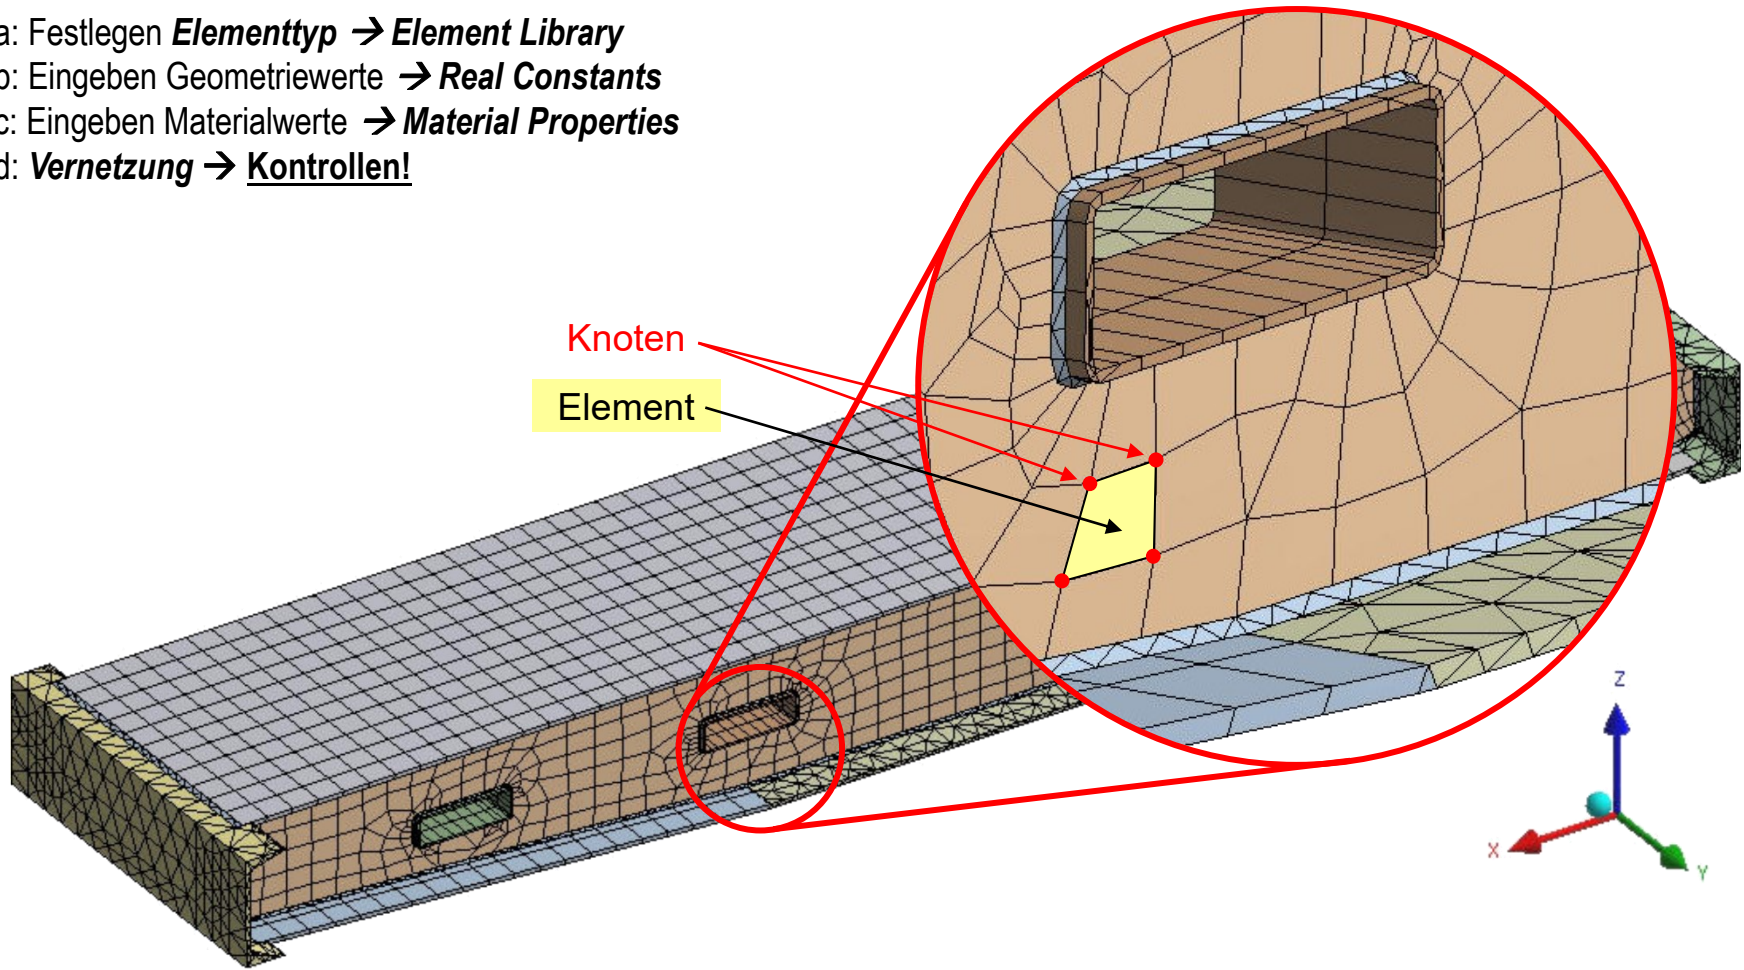 a: Festlegen Elementtyp → Element Library
b: Eingeben Geometriewerte → Real Constants
c: Eingeben Materialwerte → Material Properties
d: Vernetzung → Kontrollen!
Knoten
Element
Z
X
Y